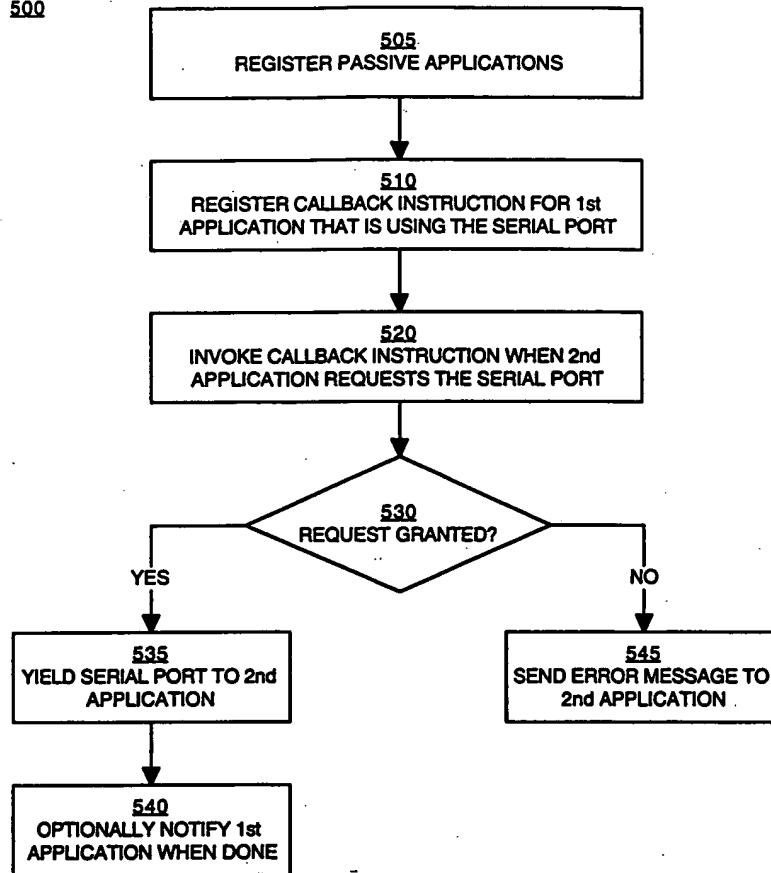 500
505
REGISTER PASSIVE APPLICATIONS
510
REGISTER CALLBACK INSTRUCTION FOR 1st
APPLICATION THAT IS USING THE SERIAL PORT
520
INVOKE CALLBACK INSTRUCTION WHEN 2nd
APPLICATION REQUESTS THE SERIAL PORT
530
REQUEST GRANTED?
YES
NO
535
YIELD SERIAL PORT TO 2nd
APPLICATION
545
SEND ERROR MESSAGE TO
2nd APPLICATION
540
OPTIONALLY NOTIFY 1st
APPLICATION WHEN DONE